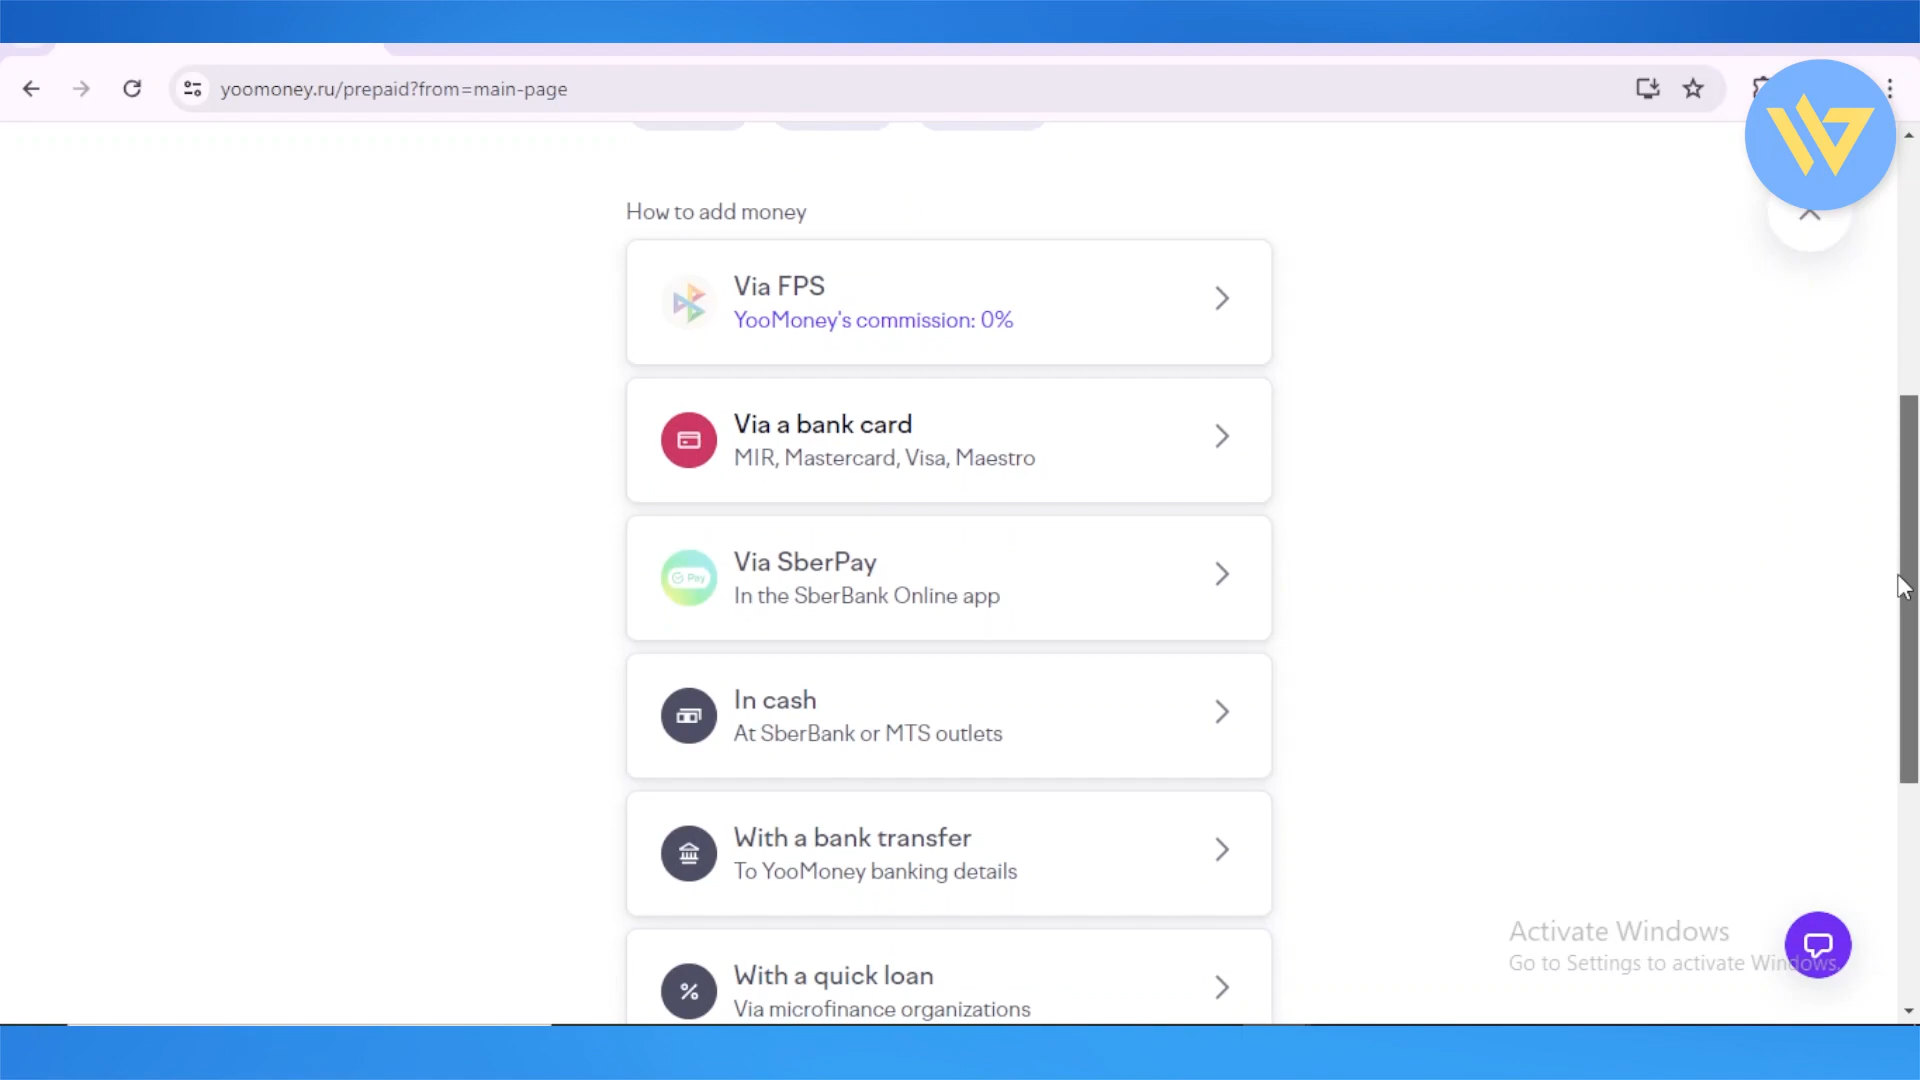 yoomoney.ru/prepaid?from=main-page
How to add money
Via FPS
YooMoney's commission: 0%
Via a bank card
MIR, Mastercard, Visa, Maestro
Via SberPay
Pay
In the SberBank Online app
In cash
At SberBank or MTS outlets
With a bank transfer
To YooMoney banking details
With a quick loan
Via microfinance organizations
Activate Windows
Go to Settings to activate Windows.